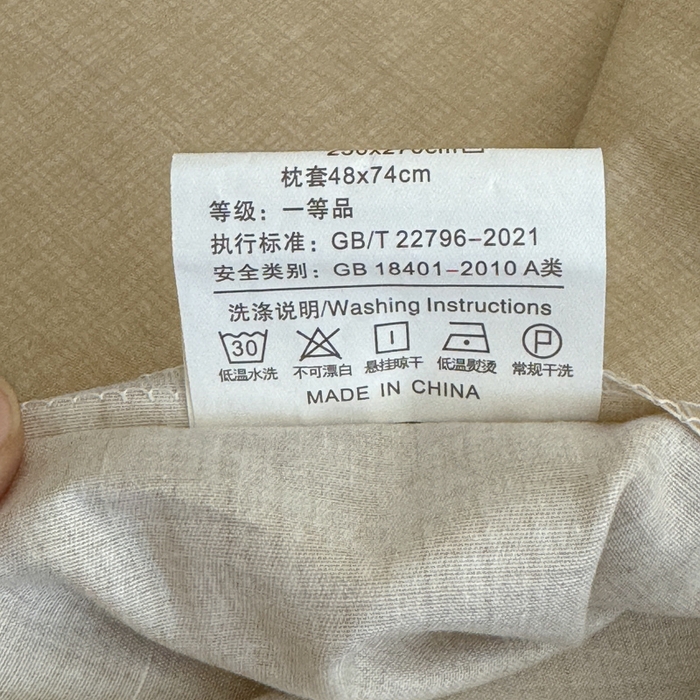 枕套48x74cm
等级：一等品
执行标准：GB/T 22796-2021
安全类别：GB 18401-2010 A类
洗涤说明/Washing Instructions
30 P
低温水洗 不可漂白 悬挂晾干 低温熨烫 常规干洗
MADE IN CHINA